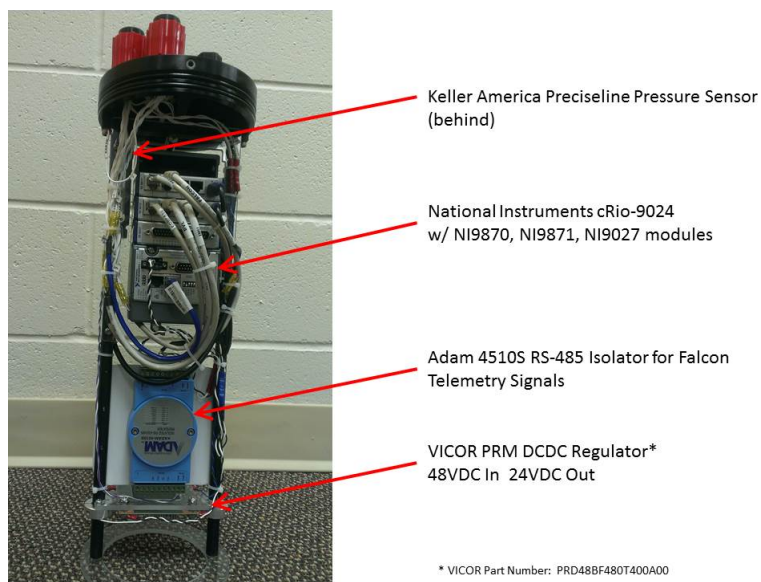 Keller America Preciseline Pressure Sensor
(behind)
National Instruments cRio-9024
w/ NI9870, NI9871, NI9027 modules
Adam 4510S RS-485 Isolator for Falcon
Telemetry Signals
ADAM
VICOR PRM DCDC Regulator*
48VDC In 24VDC Out
* VICOR Part Number: PRD48BF480T400A00